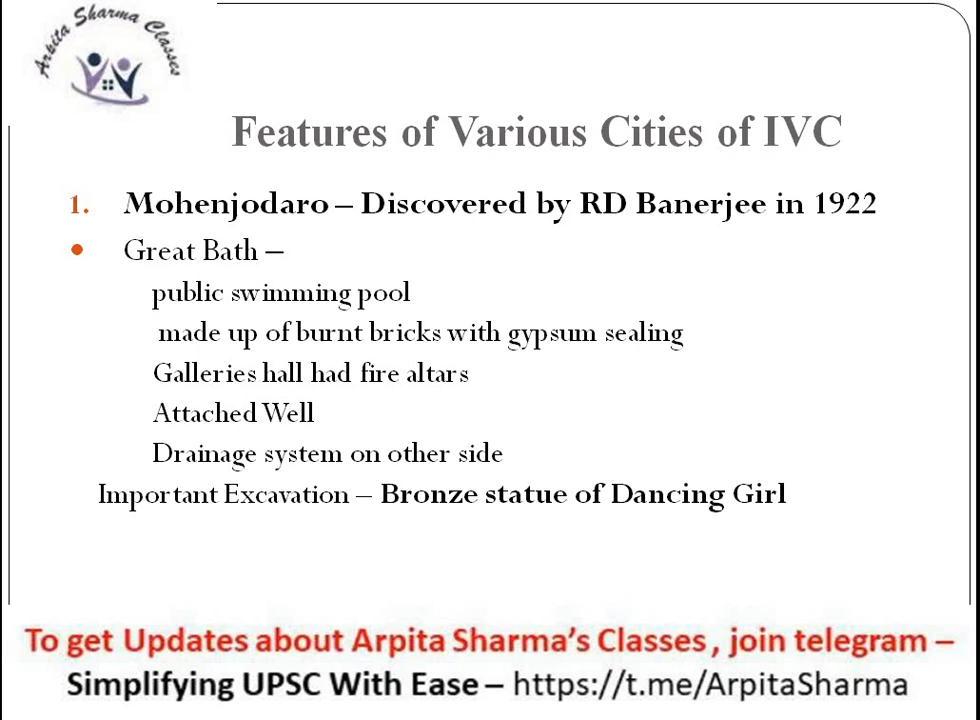 Arpita Sharma Classes
Features of Various Cities of IVC
1. Mohenjodaro – Discovered by RD Banerjee in 1922
• Great Bath –
public swimming pool
made up of burnt bricks with gypsum sealing
Galleries hall had fire altars
Attached Well
Drainage system on other side
Important Excavation – Bronze statue of Dancing Girl
To get Updates about Arpita Sharma's Classes, join telegram –
Simplifying UPSC With Ease – https://t.me/ArpitaSharma